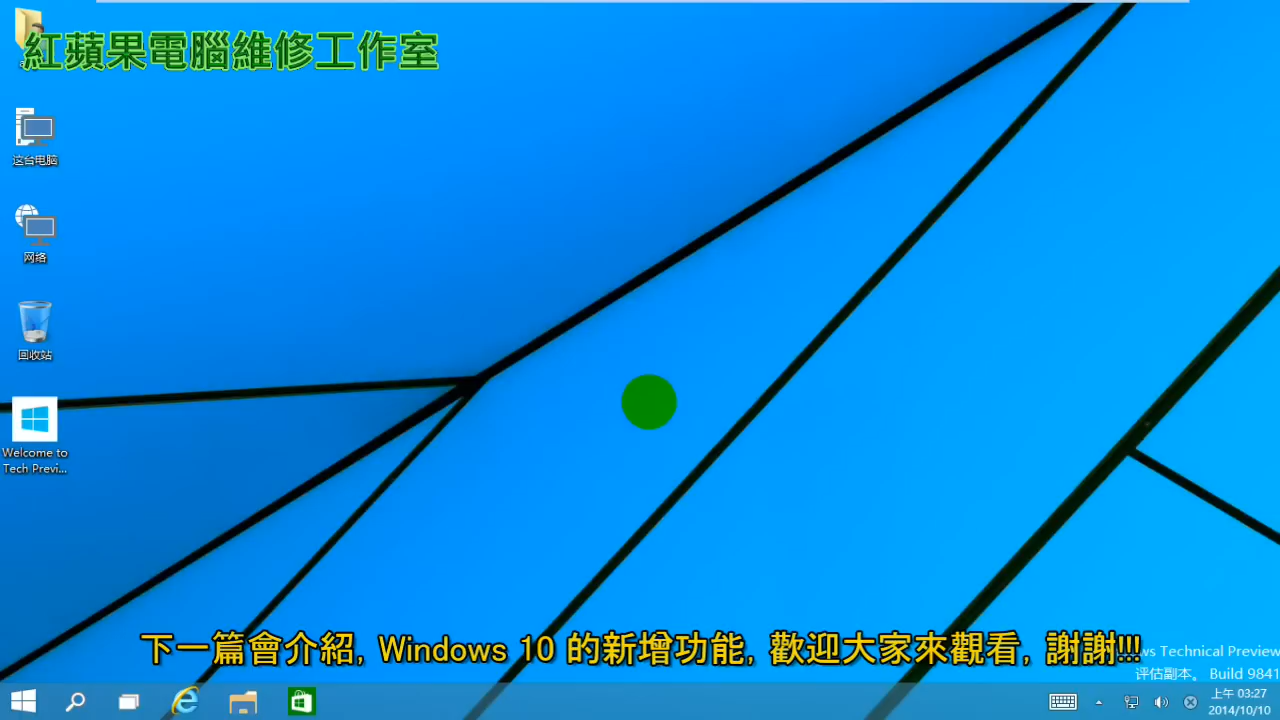 紅蘋果電腦維修工作室
这台电脑
网络
回收站
Welcome to
Tech Previ...
下一篇會介紹, Windows 10 的新增功能, 歡迎大家來觀看, 謝謝!!!
ws Technical Preview
评估副本。 Build 9841
上午 03:27
2014/10/10